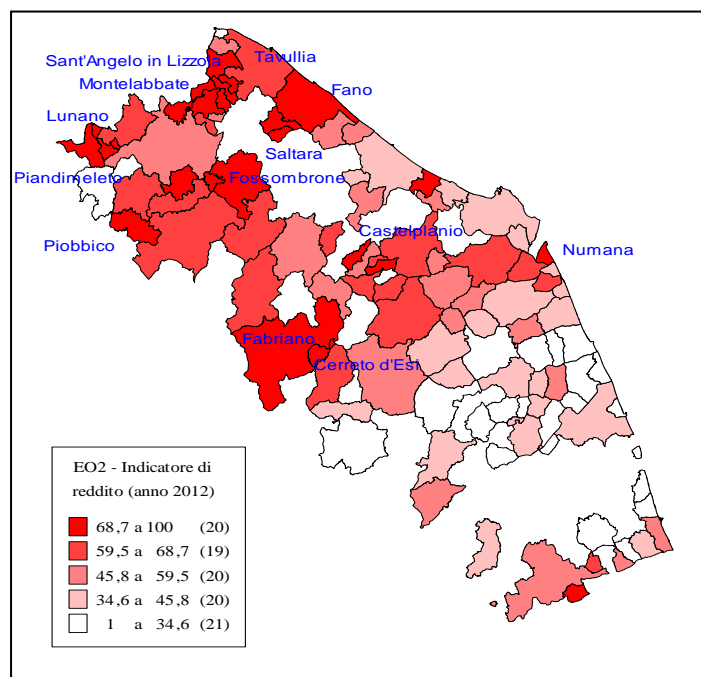 Sant'Angelo in Lizzola
Tavullia
Montelabbate
Fano
Lunano
Saltara
Piandimeleto
Fossombrone
Castelplanio
Piobbico
Numana
Fabriano
Cerreto d'Esi
EO2 - Indicatore di
reddito (anno 2012)
68,7 a 100 (20)
59,5 a 68,7 (19)
45,8 a 59,5 (20)
34,6 a 45,8 (20)
1 a 34,6 (21)